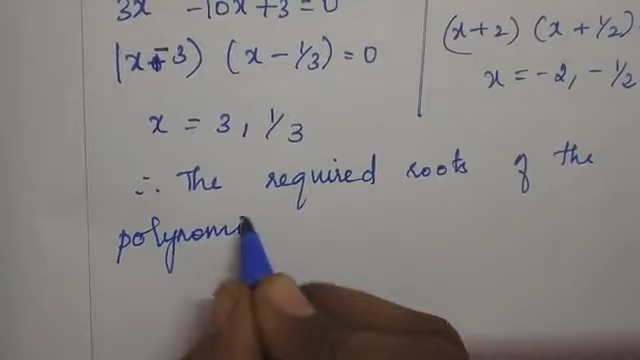 3x -10x+3=0
(x-3) (x-1/3)=0
x = 3, 1/3
(x+2) (x+1/2)
x = -2, -1/2
∴ The required roots of the
polynomi